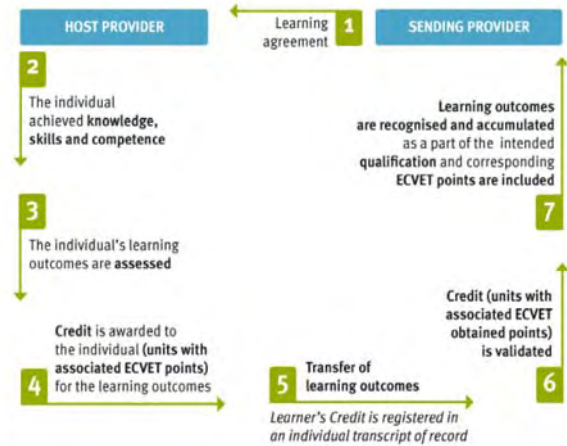 HOST PROVIDER
Learning
agreement
1
SENDING PROVIDER
2
The individual
achieved knowledge,
skills and competence
3
The individual's learning
outcomes are assessed
4
Credit is awarded to
the individual (units with
associated ECVET points)
for the learning outcomes
5
Transfer of
learning outcomes
Learner's Credit is registered in
an individual transcript of record
6
Credit (units with
associated ECVET
obtained points)
is validated
7
Learning outcomes
are recognised and accumulated
as a part of the intended
qualification and corresponding
ECVET points are included